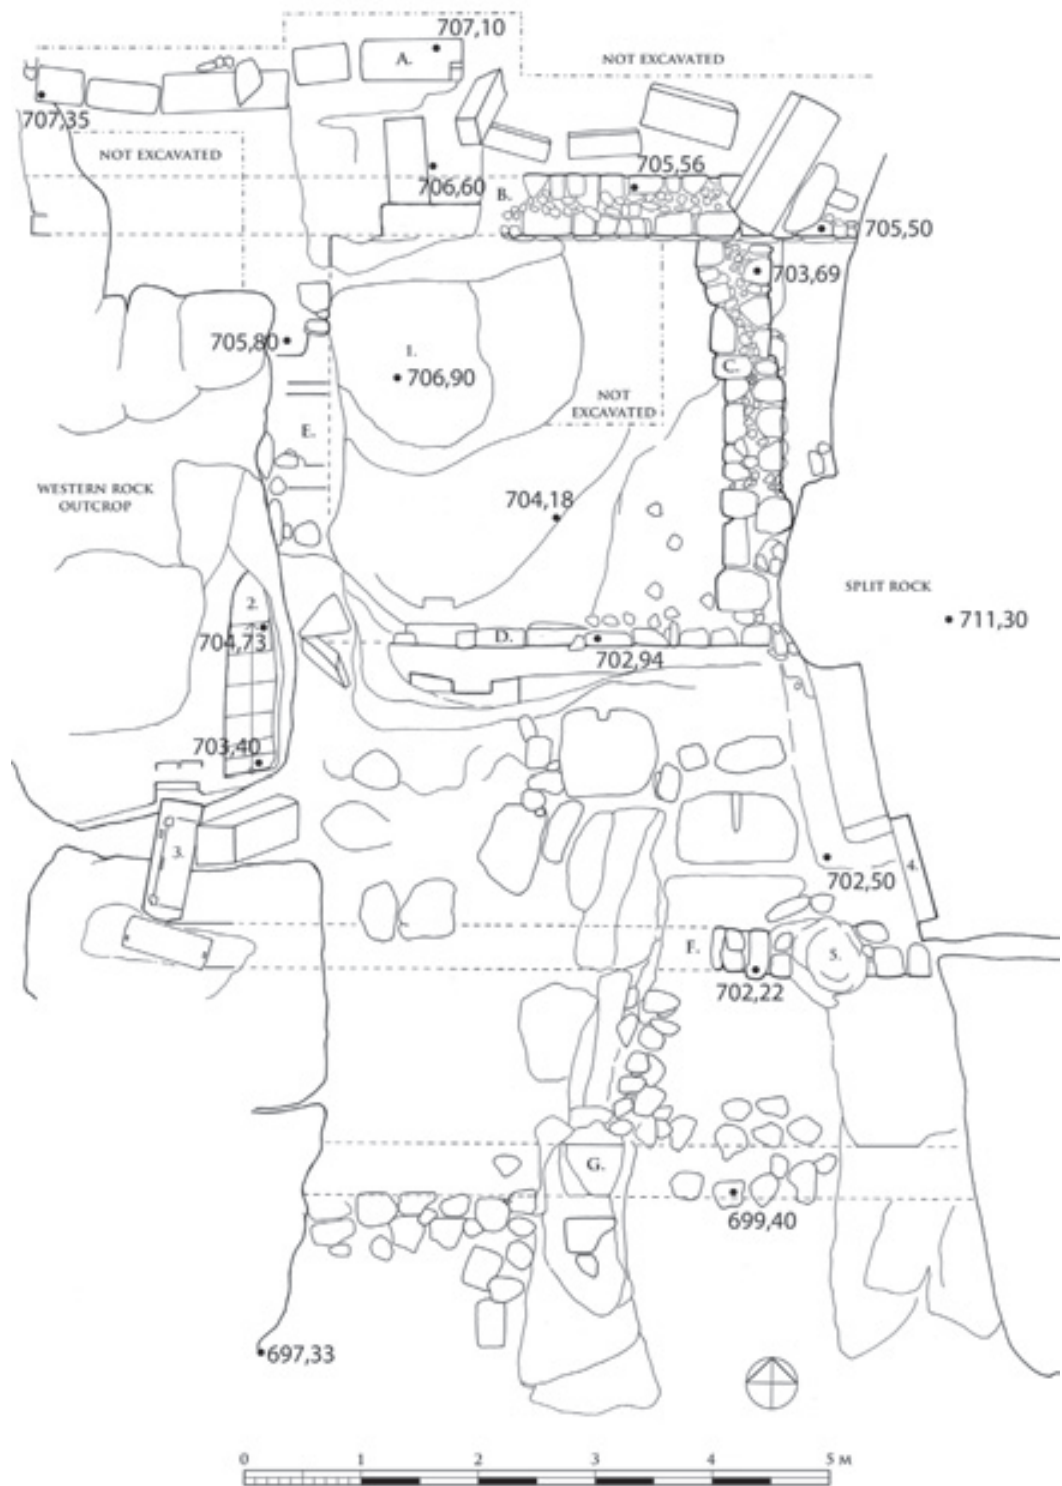 707,10
A.
NOT EXCAVATED
707,35
NOT EXCAVATED
706,60
705,56
B.
705,50
703,69
705,80
1.
706,90
C.
NOT
EXCAVATED
E.
WESTERN ROCK
OUTCROP
704,18
SPLIT ROCK
711,30
2.
704,73
D.
702,94
703,40
3.
4.
702,50
F.
5.
702,22
G.
699,40
697,33
0 1 2 3 4 5 M